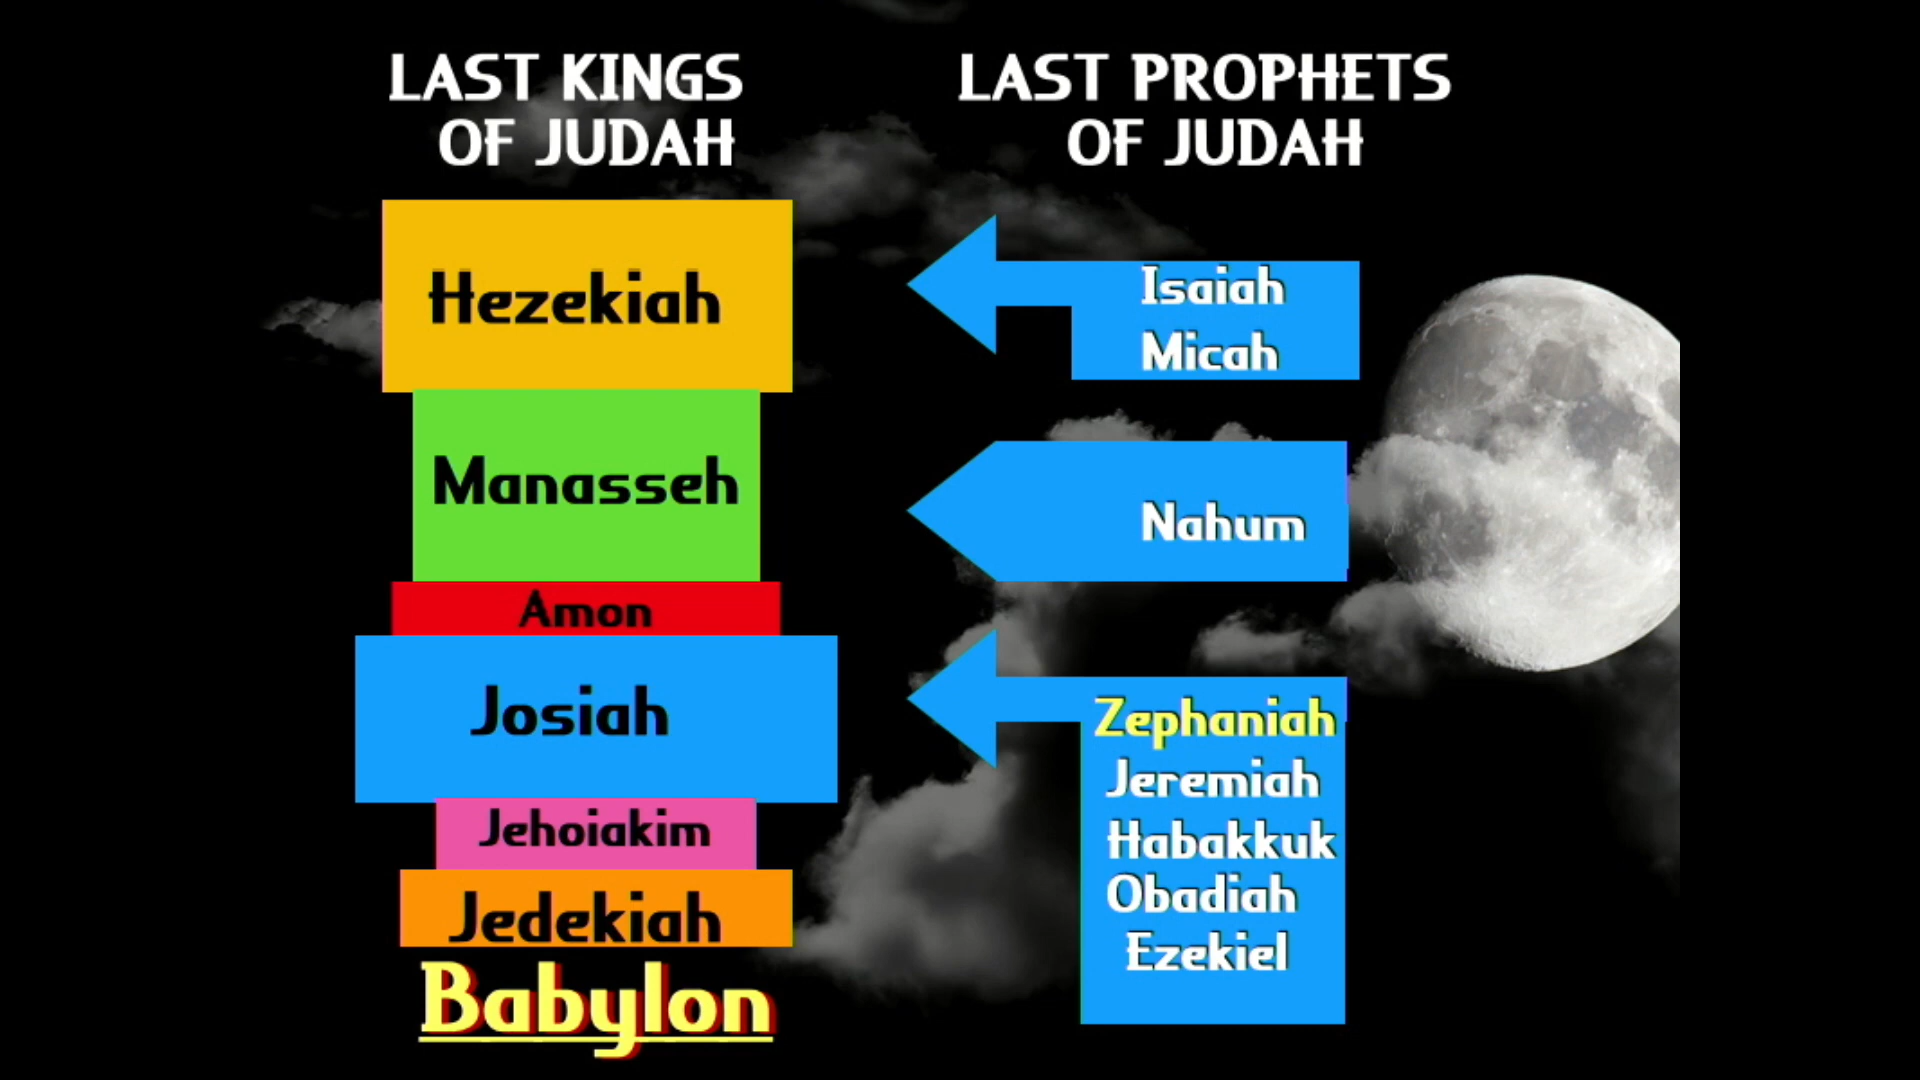 LAST KINGS
OF JUDAH
LAST PROPHETS
OF JUDAH
Hezekiah
Manasseh
Amon
Josiah
Jehoiakim
Jedekiah
Babylon
Isaiah
Micah
Nahum
Zephaniah
Jeremiah
Habakkuk
Obadiah
Ezekiel